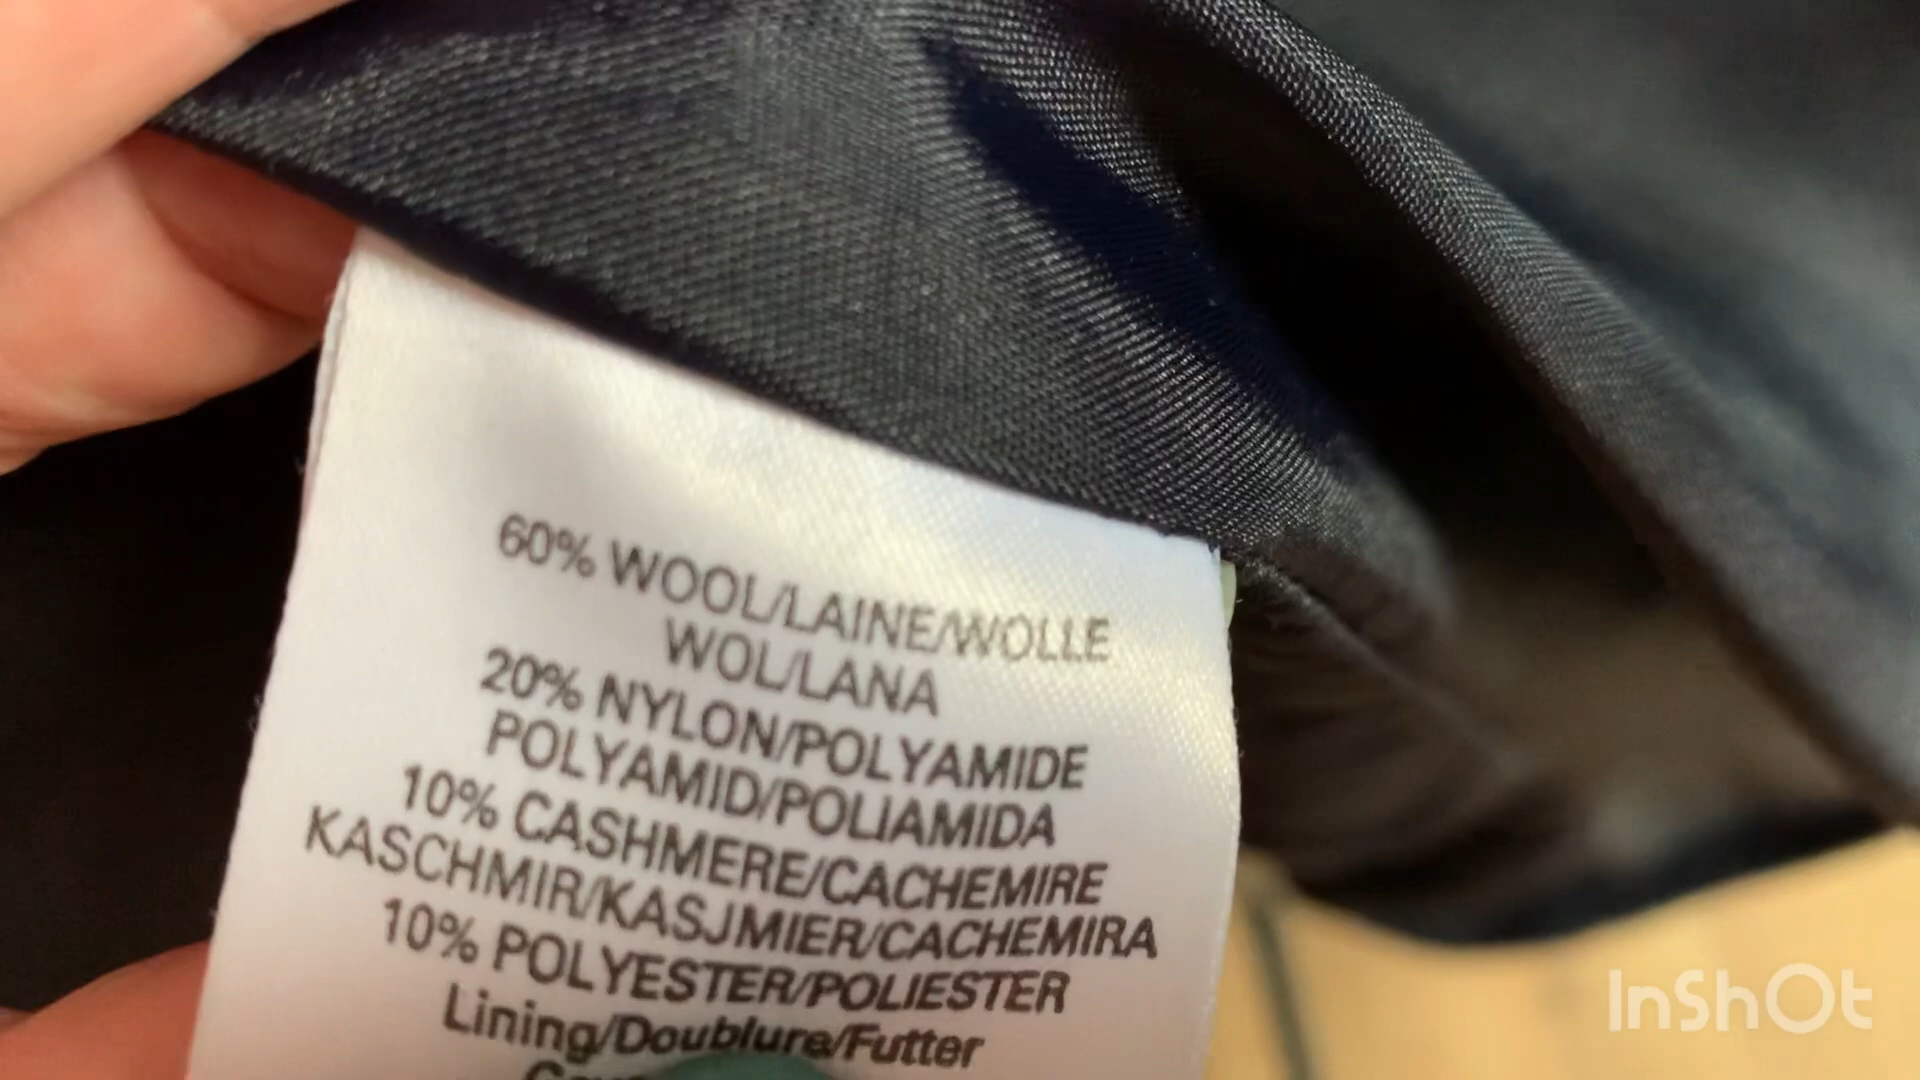 60% WOOL/LAINE/WOLLE
WOL/LANA
20% NYLON/POLYAMIDE
POLYAMID/POLIAMIDA
10% CASHMERE/CACHEMIRE
KASCHMIR/KASJMIER/CACHEMIRA
10% POLYESTER/POLIESTER
Lining/Doublure/Futter
InShOt